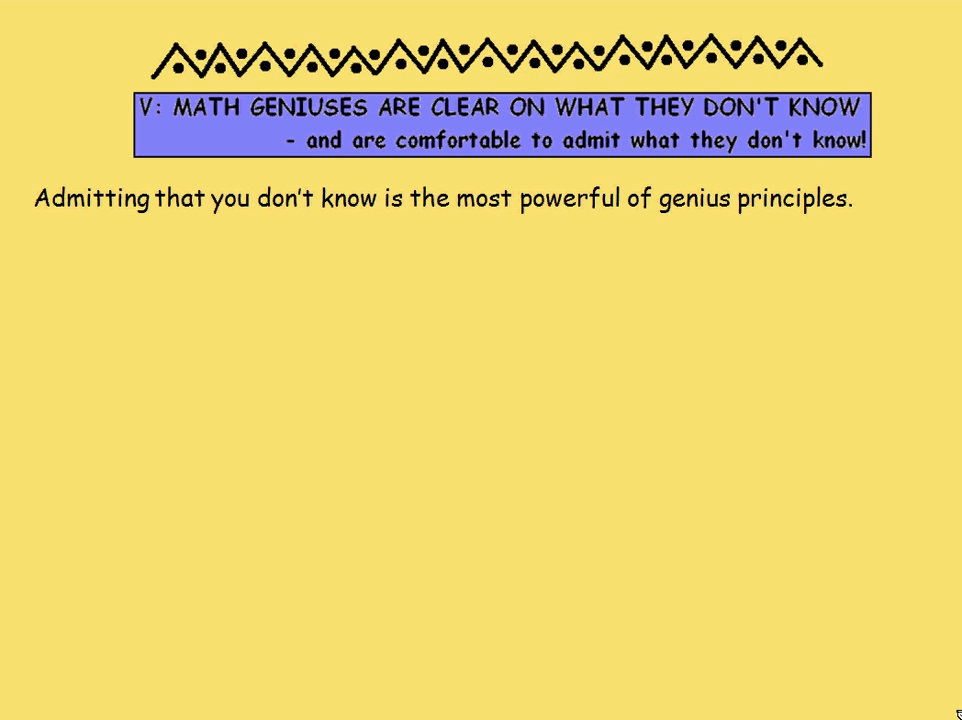 V: MATH GENIUSES ARE CLEAR ON WHAT THEY DON'T KNOW
- and are comfortable to admit what they don't know!
Admitting that you don’t know is the most powerful of genius principles.